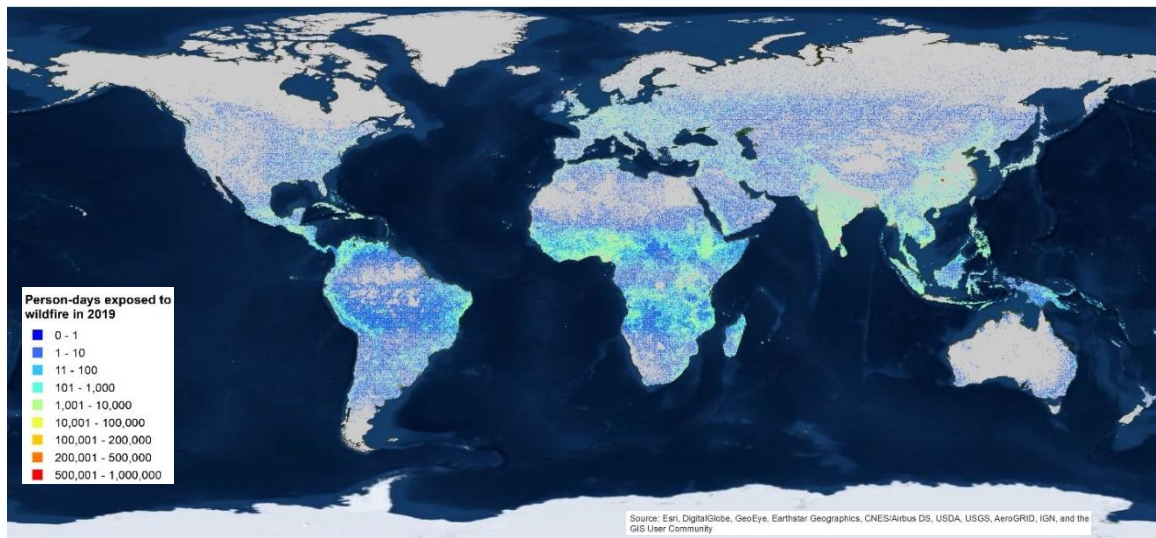 Person-days exposed to
wildfire in 2019
0 - 1
1 - 10
11 - 100
101 - 1,000
1,001 - 10,000
10,001 - 100,000
100,001 - 200,000
200,001 - 500,000
500,001 - 1,000,000
Source: Esri, DigitalGlobe, GeoEye, Earthstar Geographics, CNES/Airbus DS, USDA, USGS, AeroGRID, IGN, and the
GIS User Community